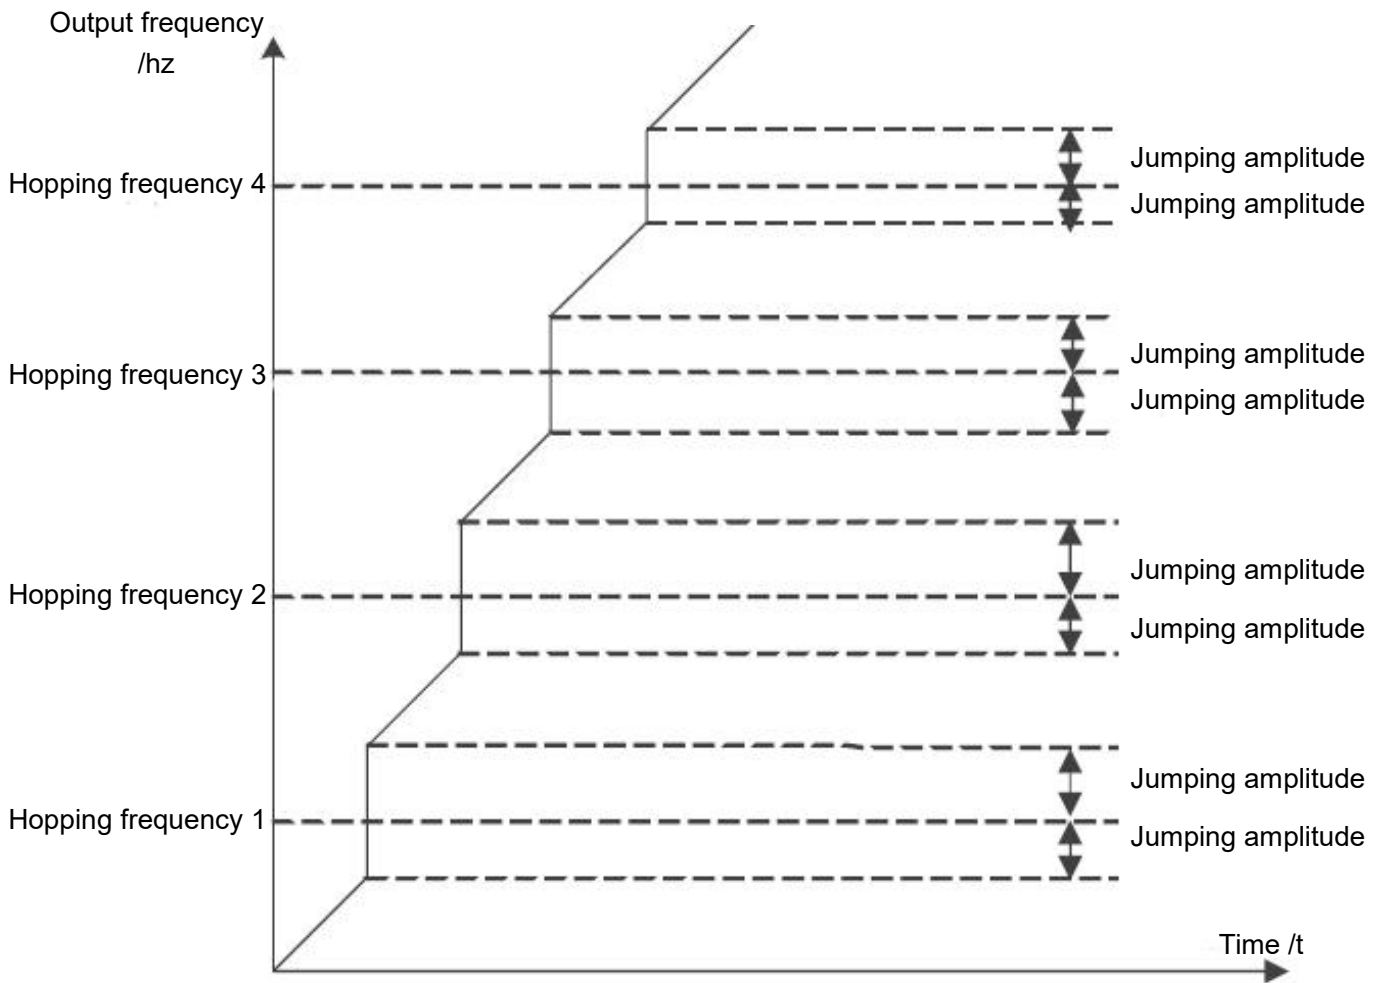 Output frequency
/hz
Jumping amplitude
Hopping frequency 4
Jumping amplitude
Jumping amplitude
Hopping frequency 3
Jumping amplitude
Jumping amplitude
Hopping frequency 2
Jumping amplitude
Jumping amplitude
Hopping frequency 1
Jumping amplitude
Time /t